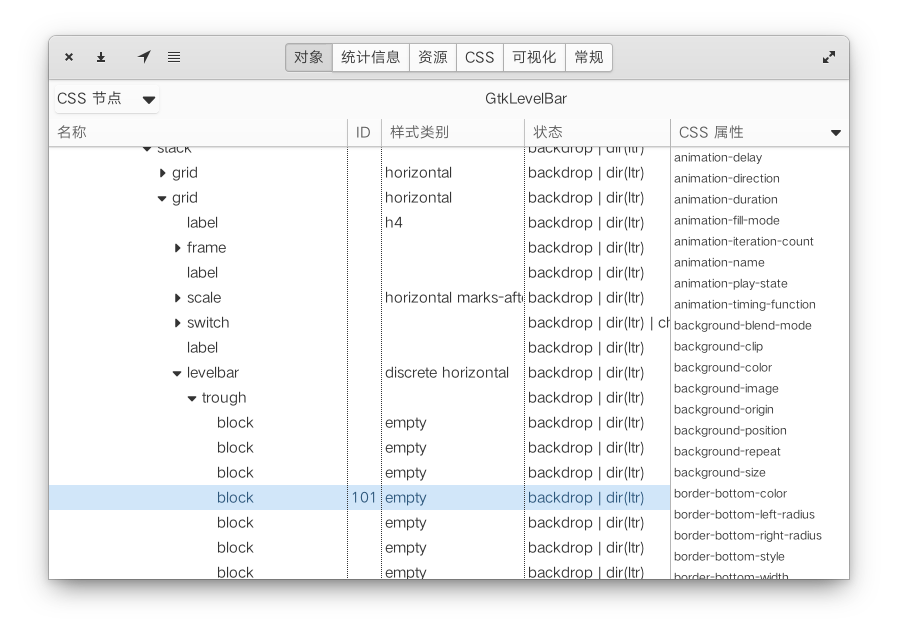 对象 统计信息 资源 CSS 可视化 常规
CSS 节点 GtkLevelBar
名称 ID 样式类别 状态 CSS 属性
stack backdrop | dir(ltr)
animation-delay
grid horizontal backdrop | dir(ltr)
animation-direction
grid horizontal backdrop | dir(ltr)
animation-duration
label h4 backdrop | dir(ltr)
animation-fill-mode
frame backdrop | dir(ltr)
animation-iteration-count
label backdrop | dir(ltr)
animation-name
scale horizontal marks-afte backdrop | dir(ltr)
animation-play-state
animation-timing-function
switch backdrop | dir(ltr) | ch
background-blend-mode
label backdrop | dir(ltr)
background-clip
levelbar discrete horizontal backdrop | dir(ltr)
background-color
trough backdrop | dir(ltr)
background-image
background-origin
block empty backdrop | dir(ltr)
background-position
block empty backdrop | dir(ltr)
background-repeat
block empty backdrop | dir(ltr)
background-size
block 101 empty backdrop | dir(ltr)
border-bottom-color
border-bottom-left-radius
block empty backdrop | dir(ltr)
border-bottom-right-radius
block empty backdrop | dir(ltr)
border-bottom-style
block empty backdrop | dir(ltr)
border-bottom-width